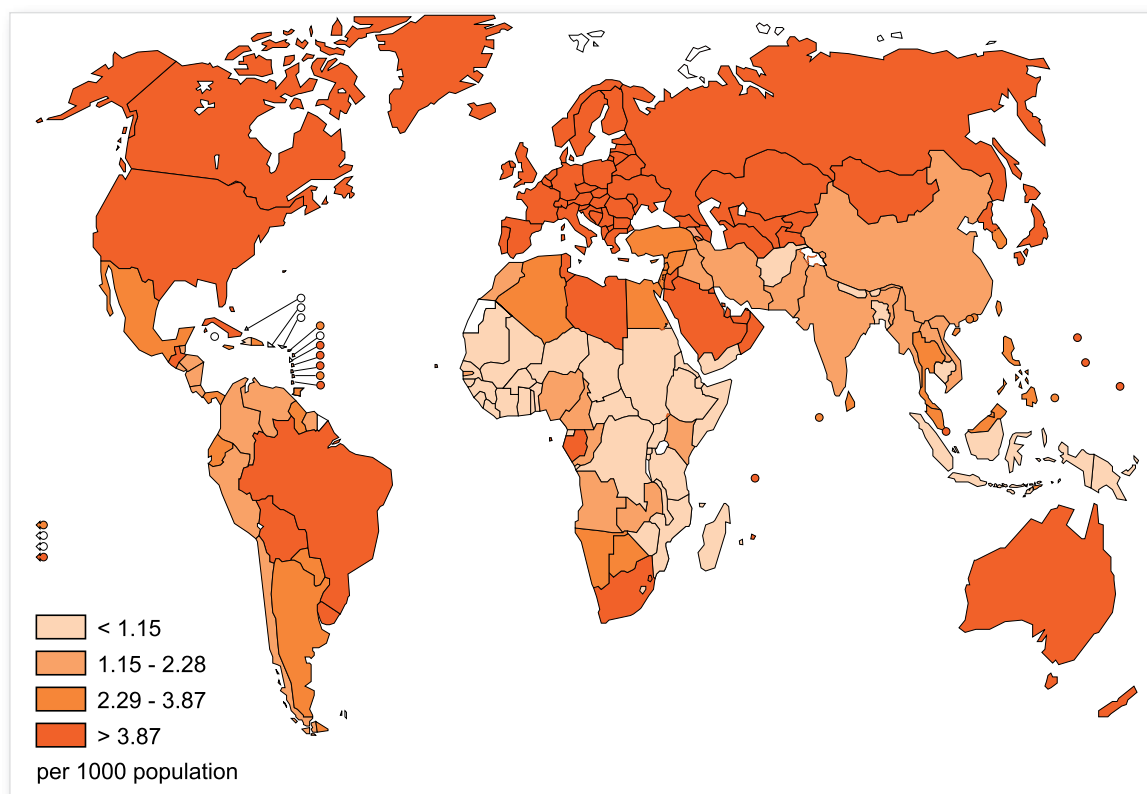 < 1.15
1.15 - 2.28
2.29 - 3.87
> 3.87
per 1000 population